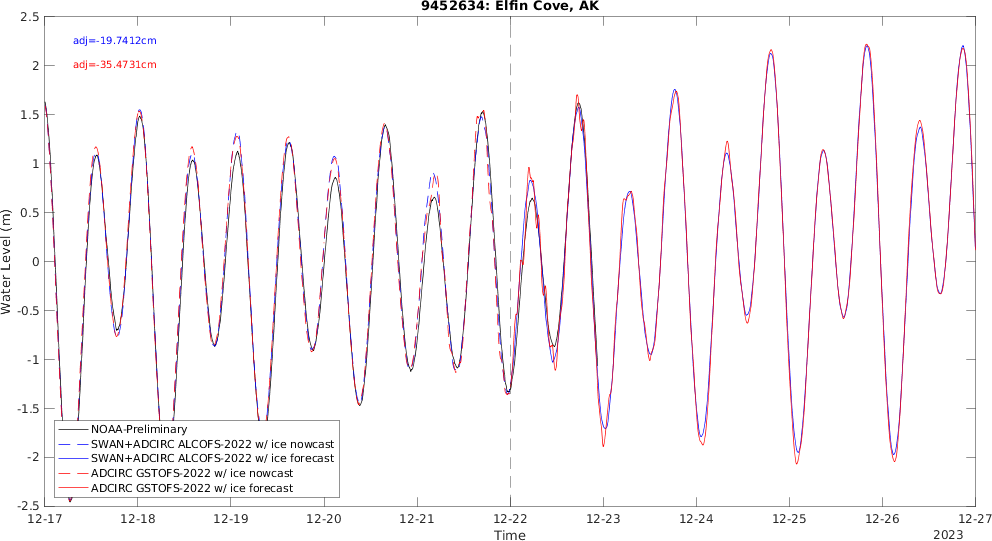 9452634: Elfin Cove, AK
adj=-19.7412cm
adj=-35.4731cm
Water Level (m)
2.5
2
1.5
1
0.5
0
-0.5
-1
-1.5
-2
-2.5
NOAA-Preliminary
SWAN+ADCIRC ALCOFS-2022 w/ ice nowcast
SWAN+ADCIRC ALCOFS-2022 w/ ice forecast
ADCIRC GSTOFS-2022 w/ ice nowcast
ADCIRC GSTOFS-2022 w/ ice forecast
12-17 12-18 12-19 12-20 12-21 12-22 12-23 12-24 12-25 12-26 12-27
Time
2023